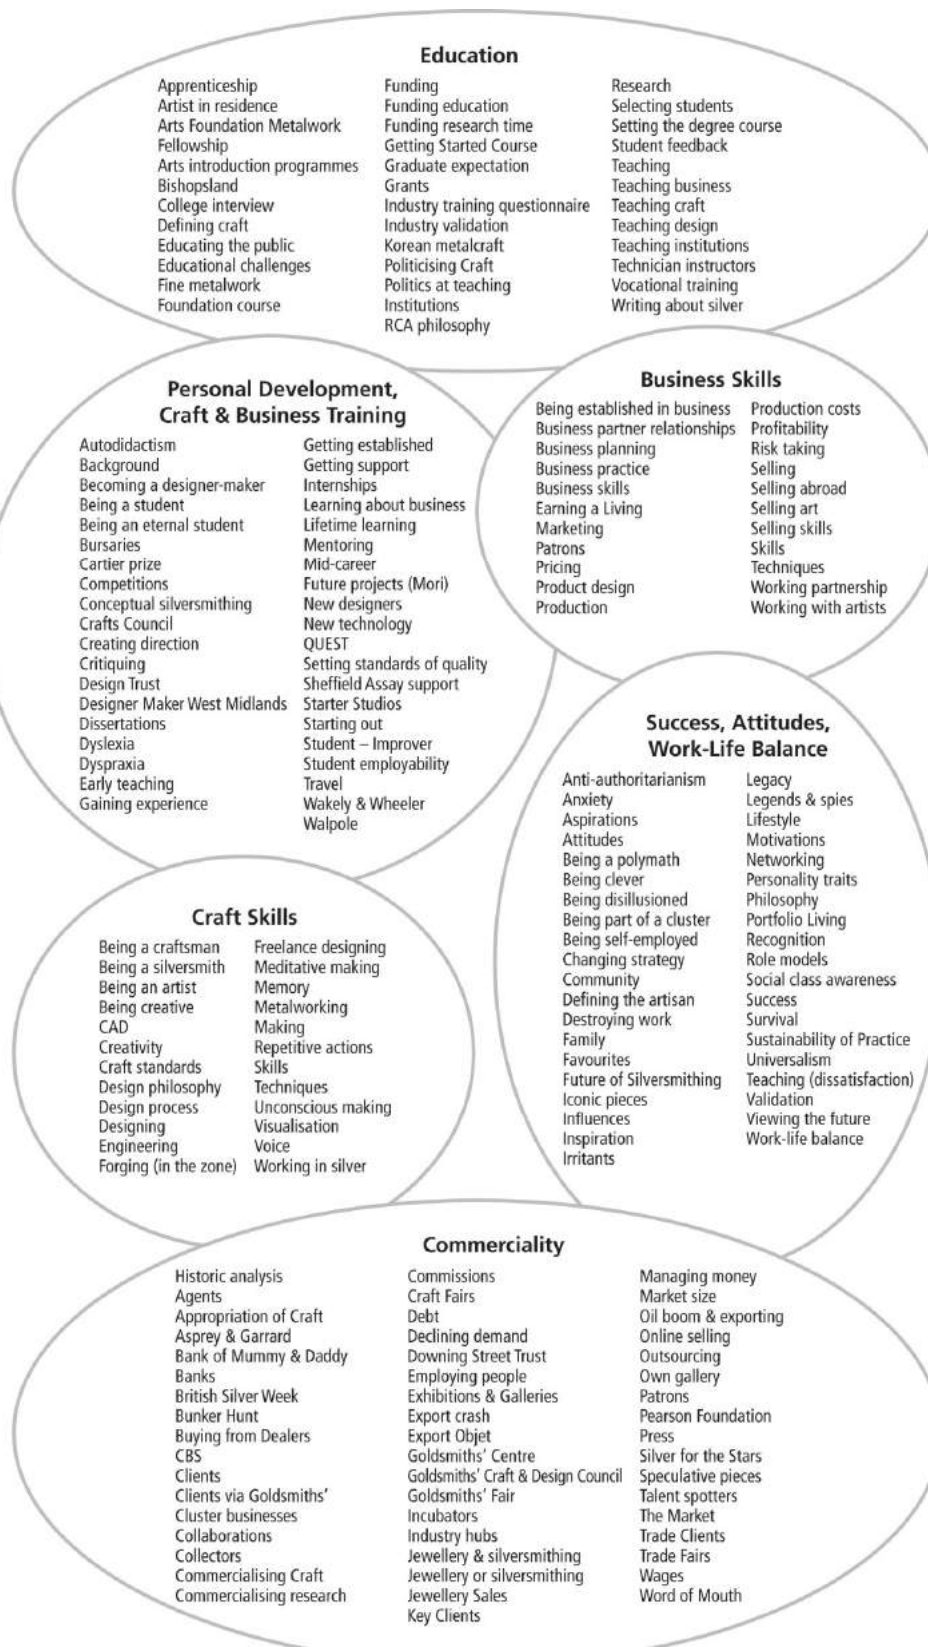 Education
Apprenticeship
Artist in residence
Arts Foundation Metalwork
Fellowship
Arts introduction programmes
Bishopsland
College interview
Defining craft
Educating the public
Educational challenges
Fine metalwork
Foundation course
Funding
Funding education
Funding research time
Getting Started Course
Graduate expectation
Grants
Industry training questionnaire
Industry validation
Korean metalcraft
Politicising Craft
Politics at teaching
Institutions
RCA philosophy
Research
Selecting students
Setting the degree course
Student feedback
Teaching
Teaching business
Teaching craft
Teaching design
Teaching institutions
Technician instructors
Vocational training
Writing about silver
Personal Development,
Craft & Business Training
Autodidactism
Background
Becoming a designer-maker
Being a student
Being an eternal student
Bursaries
Cartier prize
Competitions
Conceptual silversmithing
Crafts Council
Creating direction
Critiquing
Design Trust
Designer Maker West Midlands
Dissertations
Dyslexia
Dyspraxia
Early teaching
Gaining experience
Getting established
Getting support
Internships
Learning about business
Lifetime learning
Mentoring
Mid-career
Future projects (Mori)
New designers
New technology
QUEST
Setting standards of quality
Sheffield Assay support
Starter Studios
Starting out
Student – Improver
Student employability
Travel
Wakely & Wheeler
Walpole
Business Skills
Being established in business
Business partner relationships
Business planning
Business practice
Business skills
Earning a Living
Marketing
Patrons
Pricing
Product design
Production
Production costs
Profitability
Risk taking
Selling
Selling abroad
Selling art
Selling skills
Skills
Techniques
Working partnership
Working with artists
Success, Attitudes,
Work-Life Balance
Anti-authoritarianism
Anxiety
Aspirations
Attitudes
Being a polymath
Being clever
Being disillusioned
Being part of a cluster
Being self-employed
Changing strategy
Community
Defining the artisan
Destroying work
Family
Favourites
Future of Silversmithing
Iconic pieces
Influences
Inspiration
Irritants
Legacy
Legends & spies
Lifestyle
Motivations
Networking
Personality traits
Philosophy
Portfolio Living
Recognition
Role models
Social class awareness
Success
Survival
Sustainability of Practice
Universalism
Teaching (dissatisfaction)
Validation
Viewing the future
Work-life balance
Craft Skills
Being a craftsman
Being a silversmith
Being an artist
Being creative
CAD
Creativity
Craft standards
Design philosophy
Design process
Designing
Engineering
Forging (in the zone)
Freelance designing
Meditative making
Memory
Metalworking
Making
Repetitive actions
Skills
Techniques
Unconscious making
Visualisation
Voice
Working in silver
Commerciality
Historic analysis
Agents
Appropriation of Craft
Asprey & Garrard
Bank of Mummy & Daddy
Banks
British Silver Week
Bunker Hunt
Buying from Dealers
CBS
Clients
Clients via Goldsmiths'
Cluster businesses
Collaborations
Collectors
Commercialising Craft
Commercialising research
Commissions
Craft Fairs
Debt
Declining demand
Downing Street Trust
Employing people
Exhibitions & Galleries
Export crash
Export Objet
Goldsmiths' Centre
Goldsmiths' Craft & Design Council
Goldsmiths' Fair
Incubators
Industry hubs
Jewellery & silversmithing
Jewellery or silversmithing
Jewellery Sales
Key Clients
Managing money
Market size
Oil boom & exporting
Online selling
Outsourcing
Own gallery
Patrons
Pearson Foundation
Press
Silver for the Stars
Speculative pieces
Talent spotters
The Market
Trade Clients
Trade Fairs
Wages
Word of Mouth